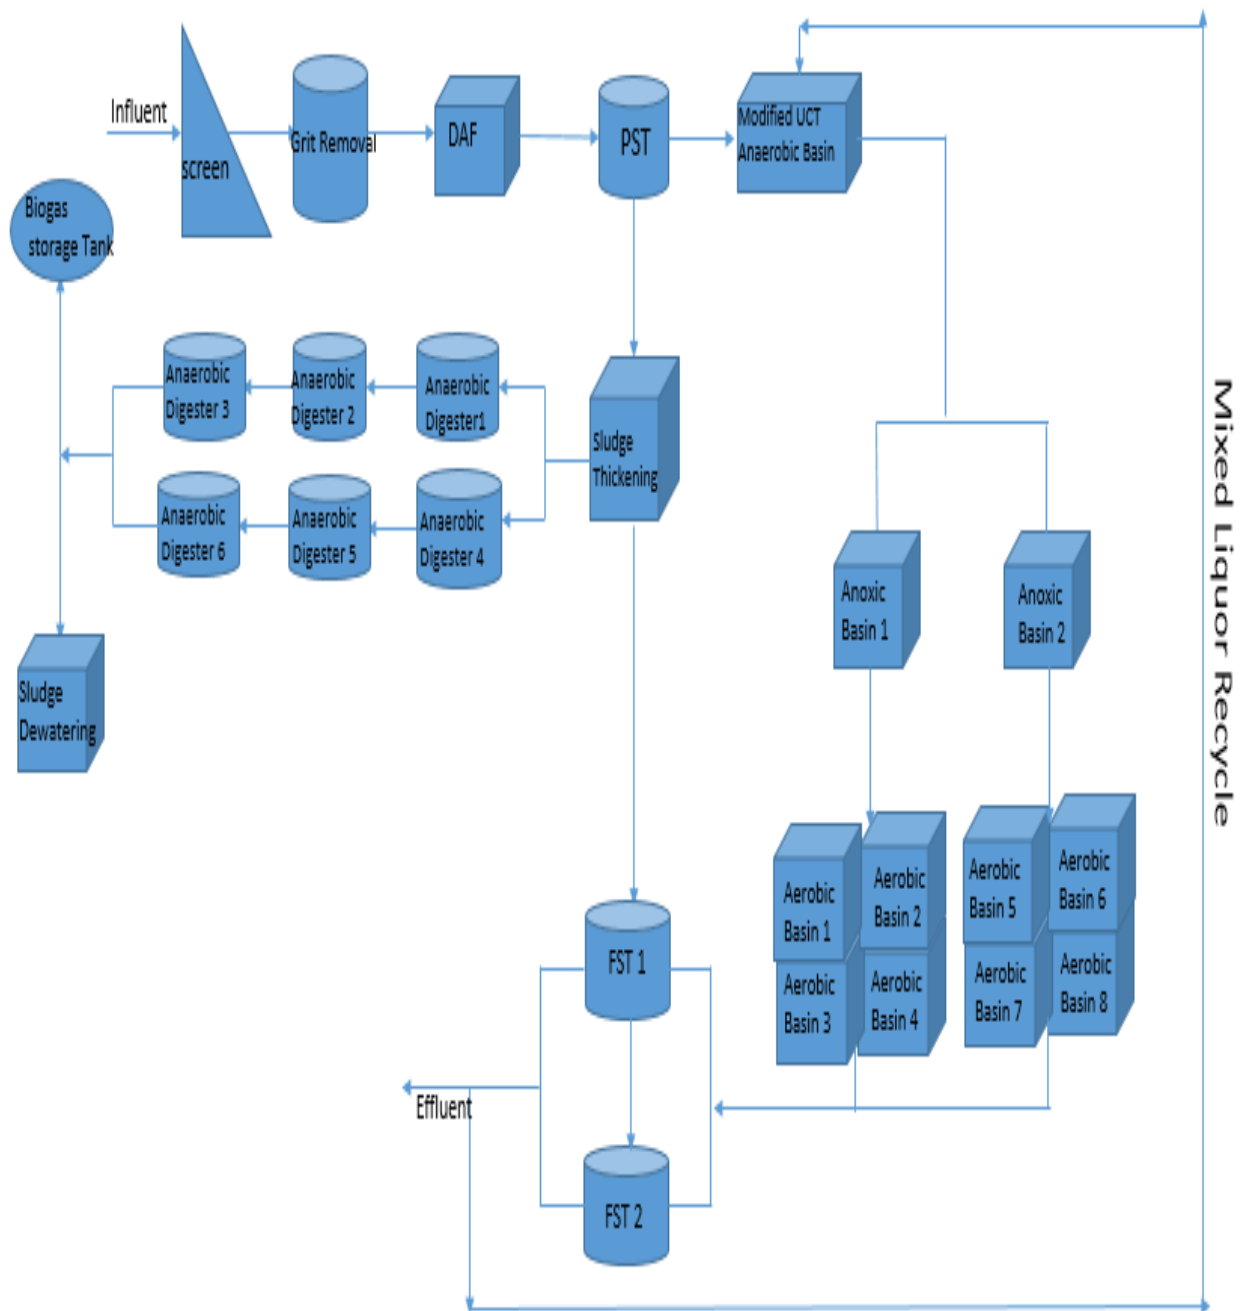 Influent
screen
Grit Removal
DAF
PST
Modified UCT
Anaerobic Basin
Biogas
storage Tank
Anaerobic
Digester 3
Anaerobic
Digester 2
Anaerobic
Digester1
Sludge
Thickening
Anaerobic
Digester 6
Anaerobic
Digester 5
Anaerobic
Digester 4
Mixed Liquor Recycle
Anoxic
Basin 1
Anoxic
Basin 2
Sludge
Dewatering
Aerobic
Basin 1
Aerobic
Basin 2
Aerobic
Basin 5
Aerobic
Basin 6
Aerobic
Basin 3
Aerobic
Basin 4
Aerobic
Basin 7
Aerobic
Basin 8
FST 1
Effluent
FST 2